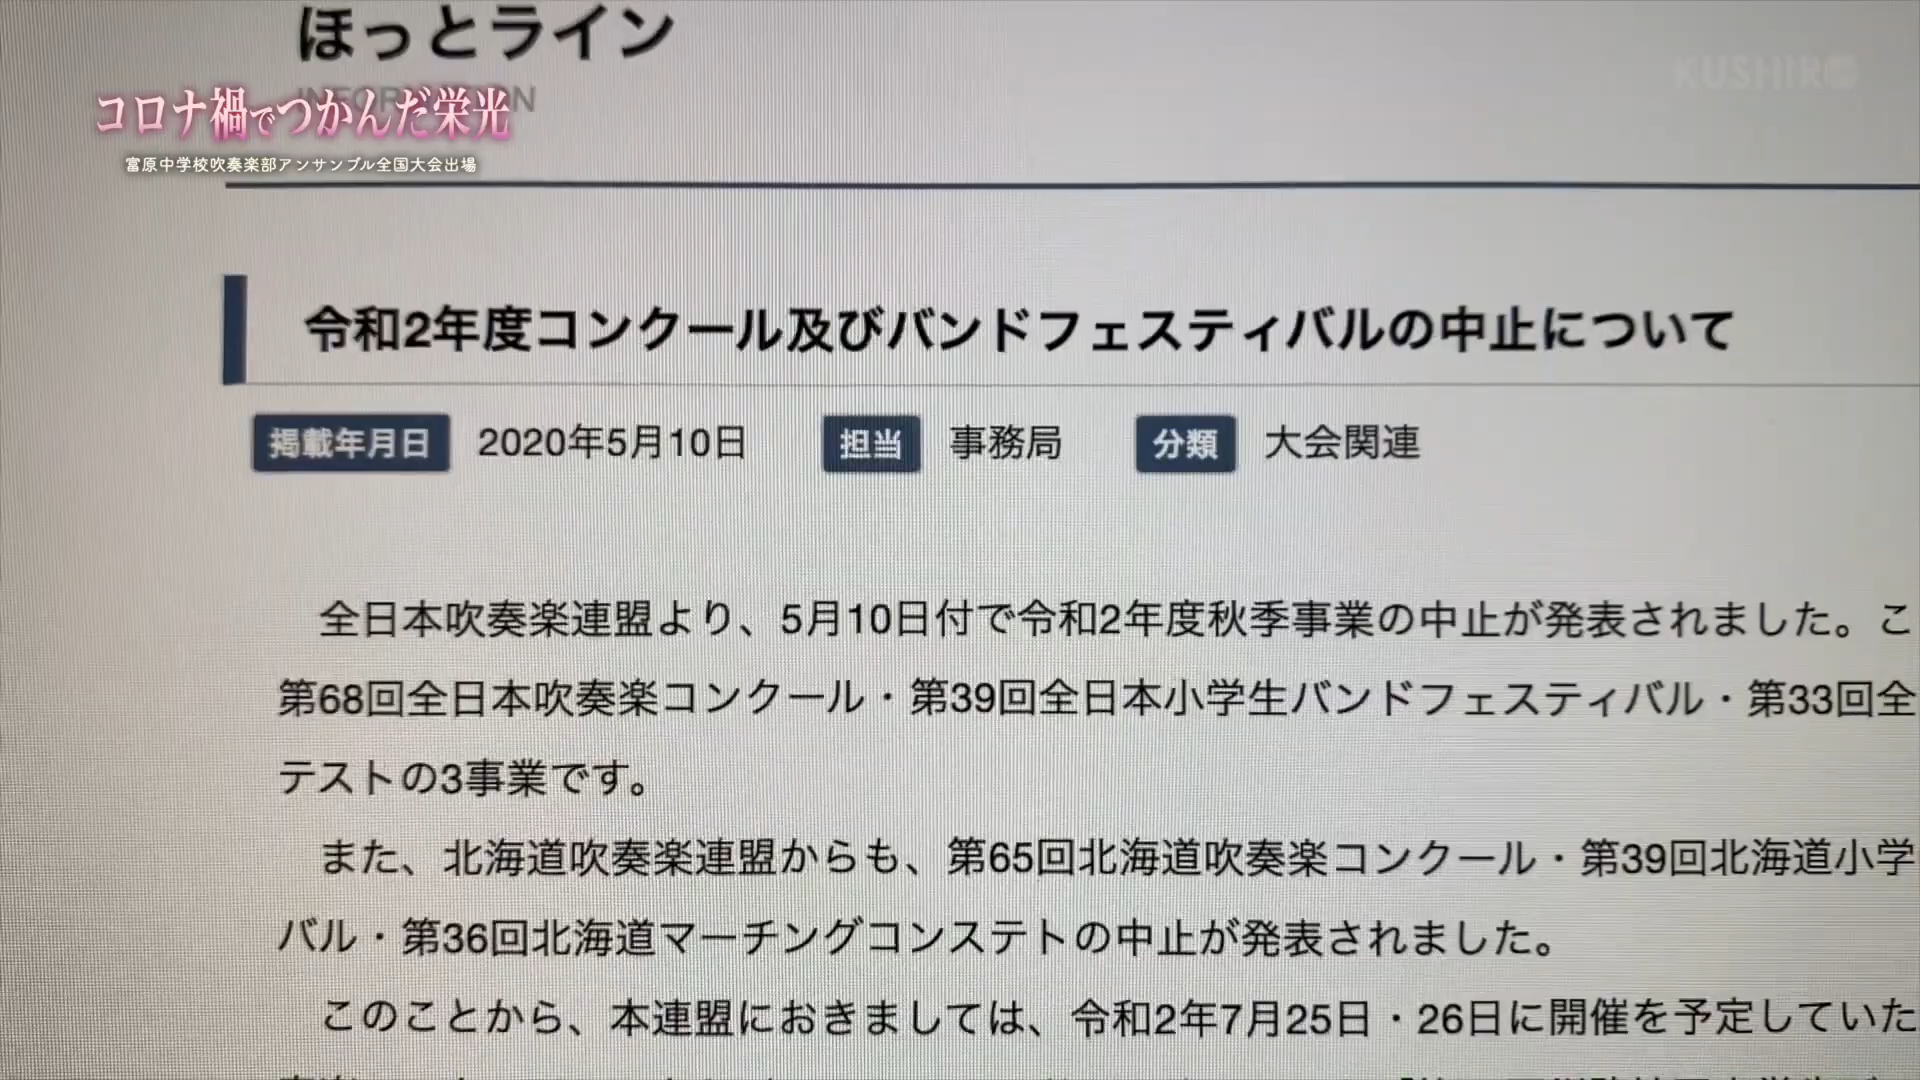 ほっとライン
INFORMATION
コロナ禍でつかんだ栄光
富原中学校吹奏楽部アンサンブル全国大会出場
KUSHIRO
令和2年度コンクール及びバンドフェスティバルの中止について
掲載年月日 2020年5月10日 担当 事務局 分類 大会関連
全日本吹奏楽連盟より、5月10日付で令和2年度秋季事業の中止が発表されました。こ
第68回全日本吹奏楽コンクール・第39回全日本小学生バンドフェスティバル・第33回全
テストの3事業です。
また、北海道吹奏楽連盟からも、第65回北海道吹奏楽コンクール・第39回北海道小学
バル・第36回北海道マーチングコンステトの中止が発表されました。
このことから、本連盟におきましては、令和2年7月25日・26日に開催を予定していた